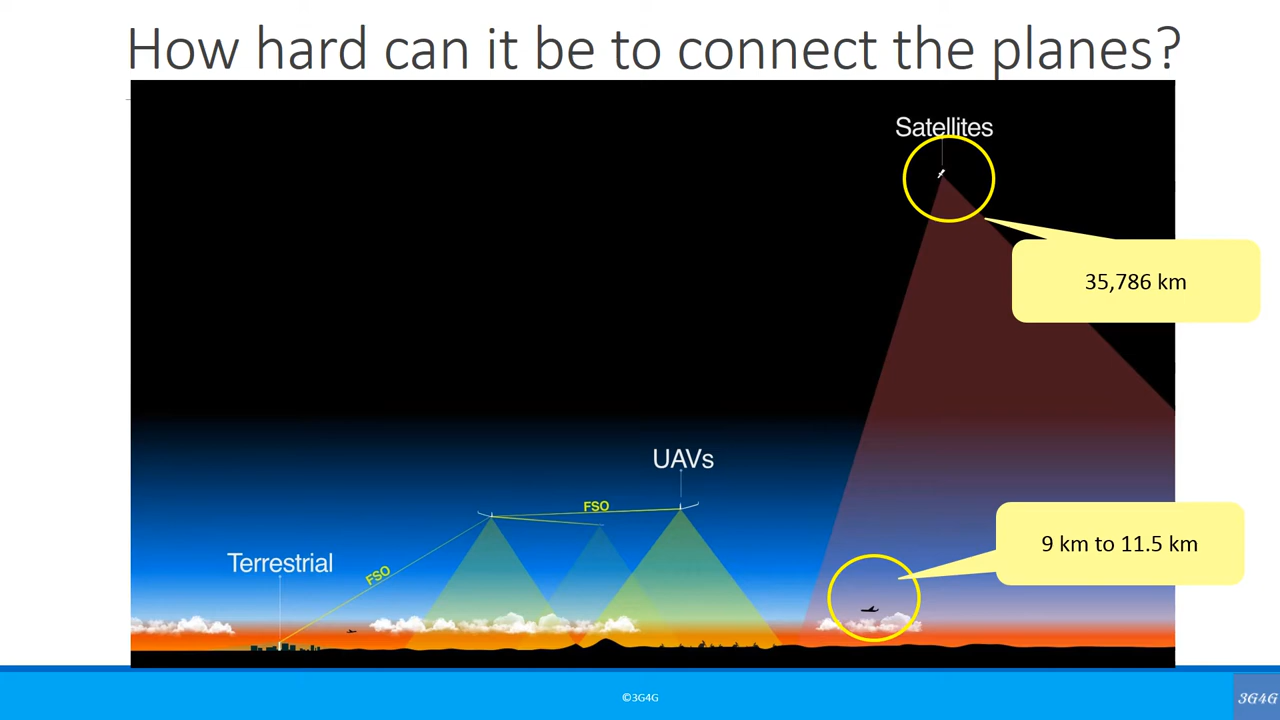 How hard can it be to connect the planes?
Satellites
35,786 km
UAVs
FSO
9 km to 11.5 km
Terrestrial
FSO
©3G4G
3G4G